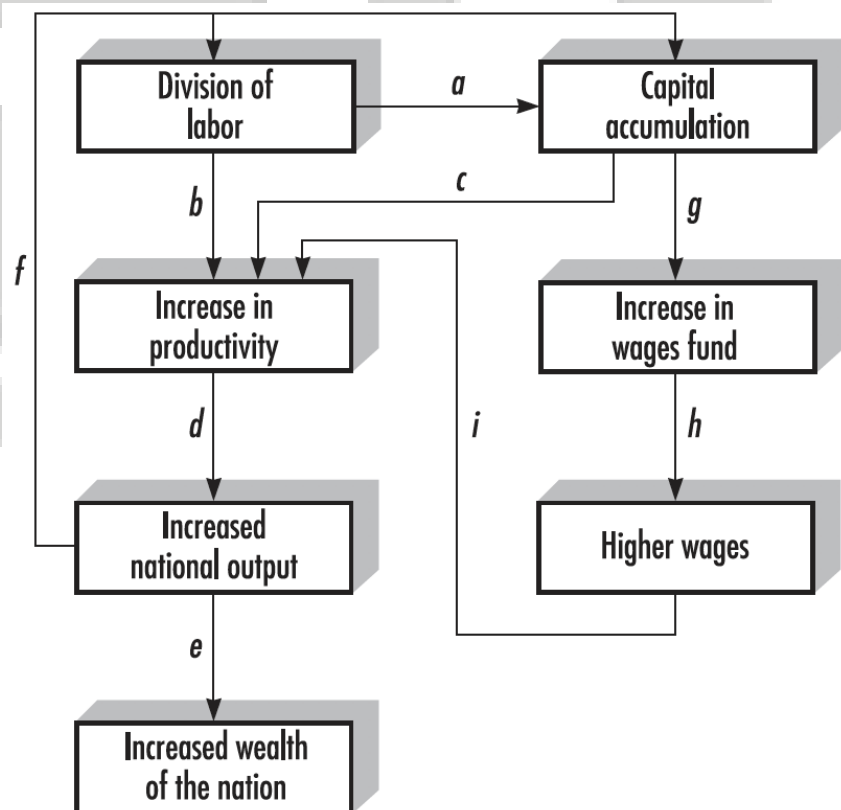 Division of
labor
a
Capital
accumulation
b
c
g
f
Increase in
productivity
Increase in
wages fund
d
i
h
Increased
national output
Higher wages
e
Increased wealth
of the nation